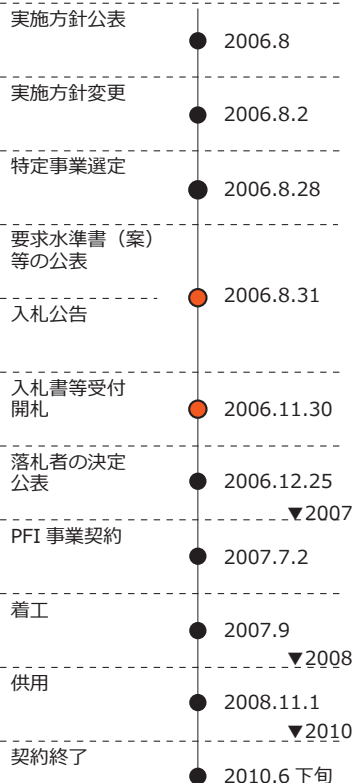 実施方針公表
2006.8
実施方針変更
2006.8.2
特定事業選定
2006.8.28
要求水準書（案）
等の公表
2006.8.31
入札公告
入札書等受付
開札
2006.11.30
落札者の決定
公表
2006.12.25
▼2007
PFI 事業契約
2007.7.2
着工
2007.9
▼2008
供用
2008.11.1
▼2010
契約終了
2010.6 下旬